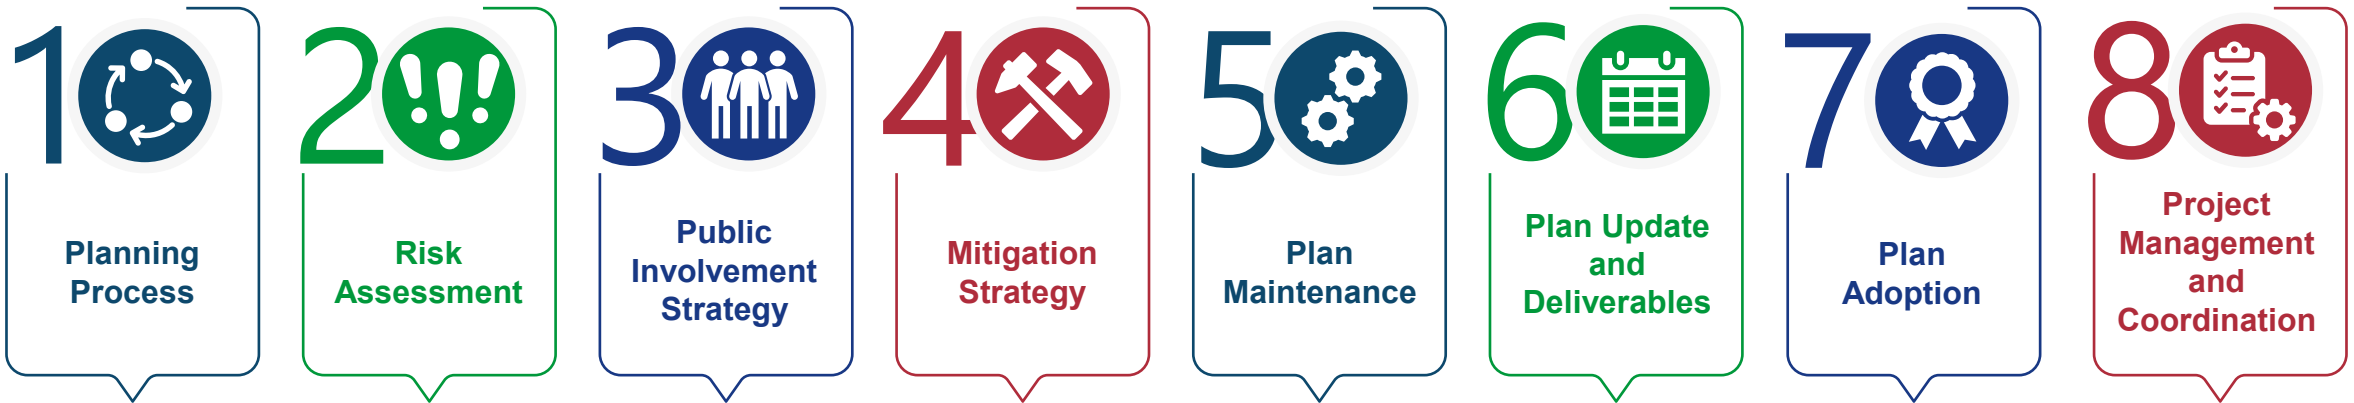 1
Planning
Process
2
Risk
Assessment
3
Public
Involvement
Strategy
4
Mitigation
Strategy
5
Plan
Maintenance
6
Plan Update
and
Deliverables
7
Plan
Adoption
8
Project
Management
and
Coordination